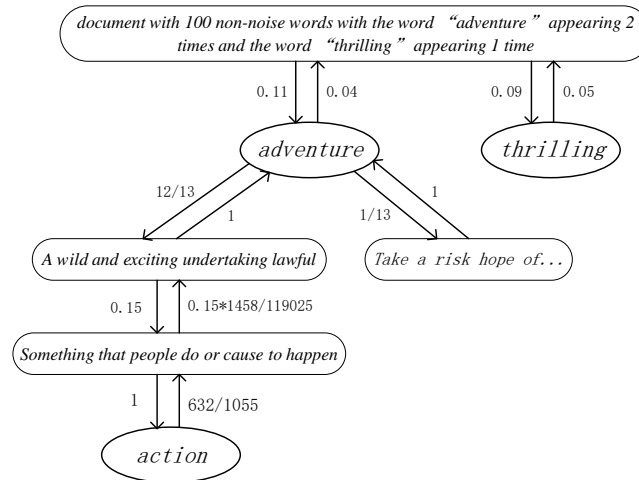 document with 100 non-noise words with the word “adventure” appearing 2
times and the word “thrilling” appearing 1 time
0.11
0.04
0.09
0.05
adventure
thrilling
12/13
1
1/13
1
A wild and exciting undertaking lawful
Take a risk hope of...
0.15
0.15*1458/119025
Something that people do or cause to happen
1
632/1055
action